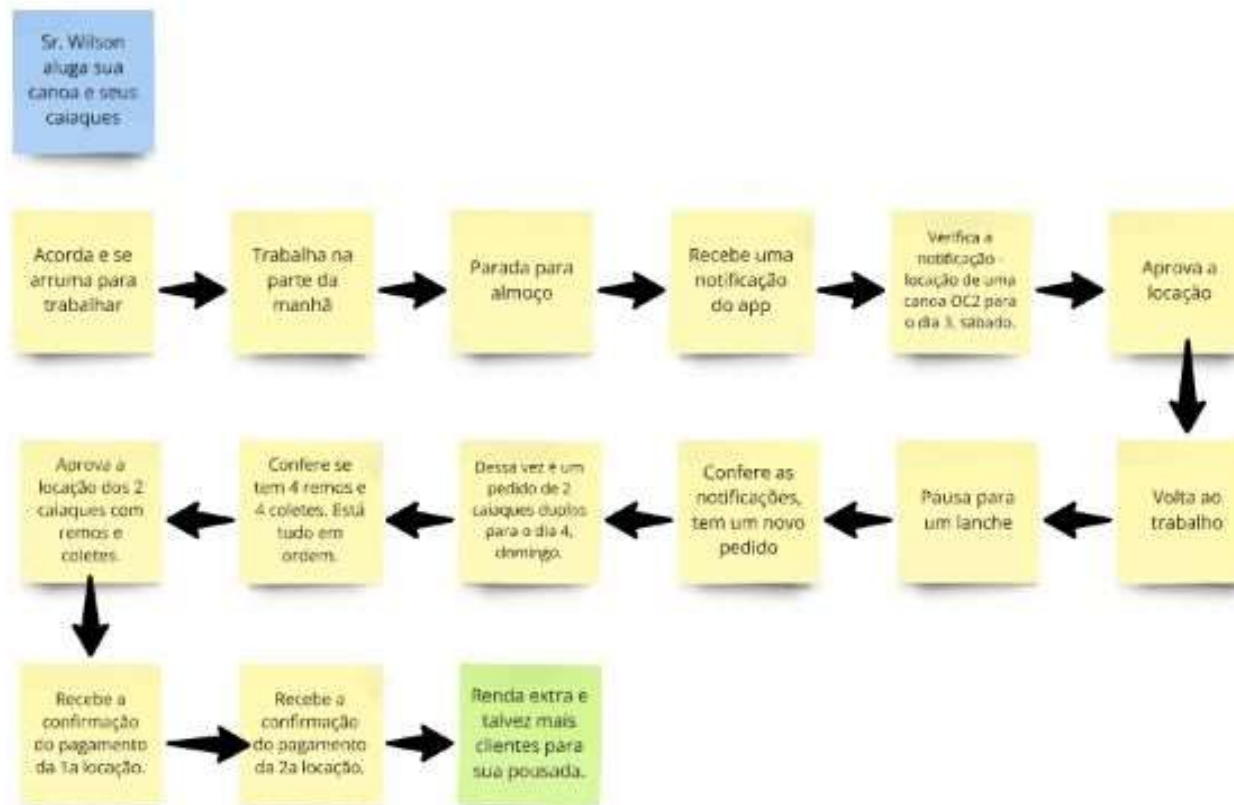 Sr. Wilson
aluga sua
canoa e seus
caiaques
Acorda e se
arruma para
trabalhar
Trabalha na
parte da
manhã
Parada para
almoço
Recebe uma
notificação
do app
Verifica a
notificação -
locação de uma
canoa OC2 para
o dia 3, sábado.
Aprova a
locação
Volta ao
trabalho
Pausa para
um lanche
Confere as
notificações,
tem um novo
pedido
Dessa vez é um
pedido de 2
caiaques duplos
para o dia 4,
domingo.
Confere se
tem 4 remos e
4 coletes. Está
tudo em
ordem.
Aprova a
locação dos 2
caiaques com
remos e
coletes.
Recebe a
confirmação
do pagamento
da 1a locação.
Recebe a
confirmação
do pagamento
da 2a locação.
Renda extra e
talvez mais
clientes para
sua pousada.